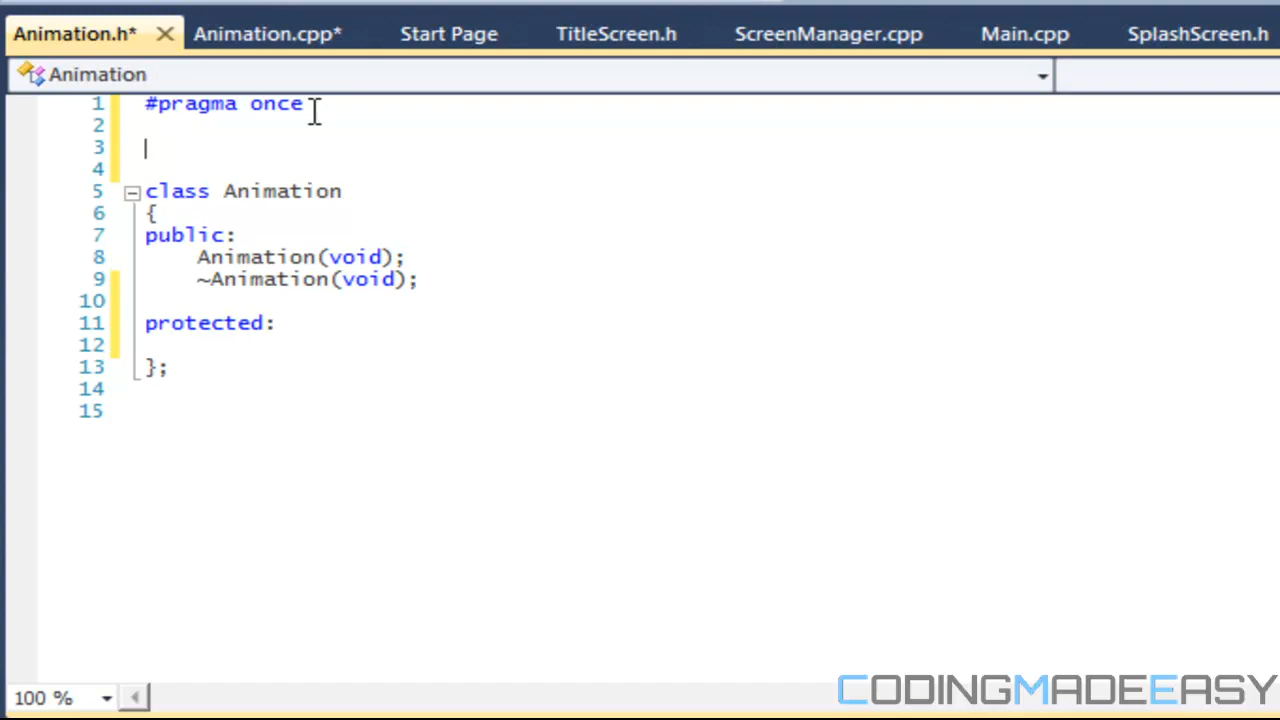 Animation.h* Animation.cpp* Start Page TitleScreen.h ScreenManager.cpp Main.cpp SplashScreen.h
Animation
1 #pragma once
2
3
4
5 class Animation
6 {
7 public:
8 Animation(void);
9 ~Animation(void);
10
11 protected:
12
13 };
14
15
100 %
CODINGMADEEASY